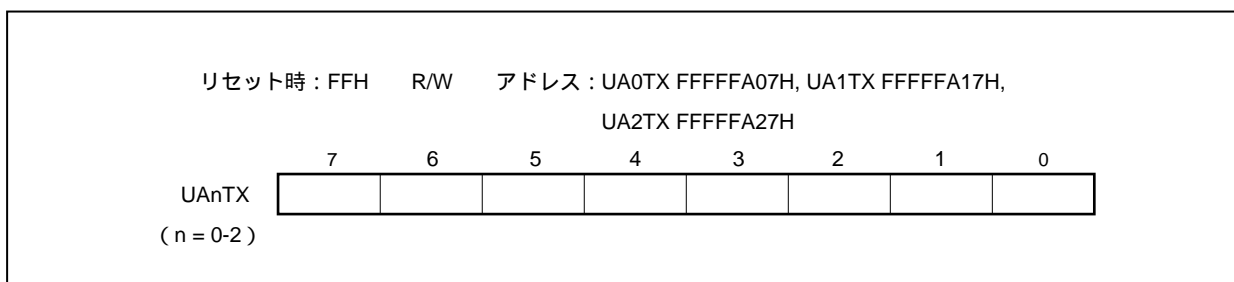 リセット時：FFH R/W アドレス：UA0TX FFFFFA07H, UA1TX FFFFFA17H,
UA2TX FFFFFA27H
7 6 5 4 3 2 1 0
UAnTX
（n = 0-2）